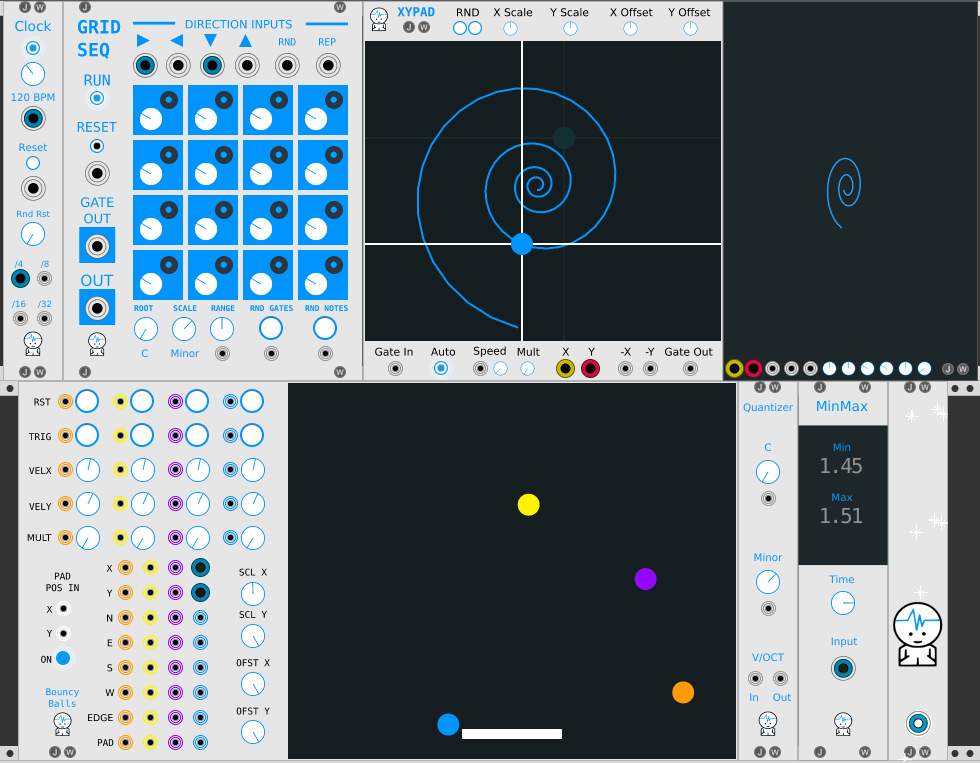 J W
Clock
120 BPM
Reset
Rnd Rst
/4 /8
/16 /32
J W
J W
GRID
SEQ
DIRECTION INPUTS
RND REP
RUN
RESET
GATE
OUT
OUT
ROOT SCALE RANGE RND GATES RND NOTES
C Minor
J W
XYPAD
J W
RND X Scale Y Scale X Offset Y Offset
Gate In Auto Speed Mult X Y -X -Y Gate Out
J W
RST
TRIG
VELX
VELY
MULT
PAD
POS IN
X
Y
ON
Bouncy
Balls
J W
X
Y
N
E
S
W
EDGE
PAD
SCL X
SCL Y
OFST X
OFST Y
J W
Quantizer
C
Minor
V/OCT
In Out
J W
J W
MinMax
Min
1.45
Max
1.51
Time
Input
J W
J W
J W